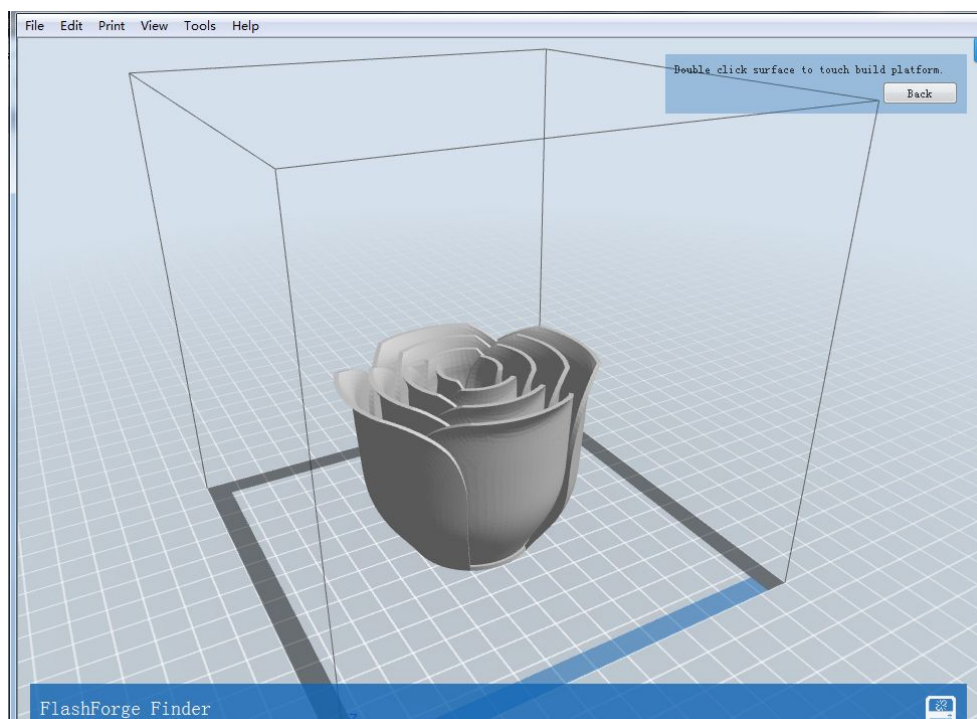 File Edit Print View Tools Help
Double click surface to touch build platform.
Back
FlashForge Finder